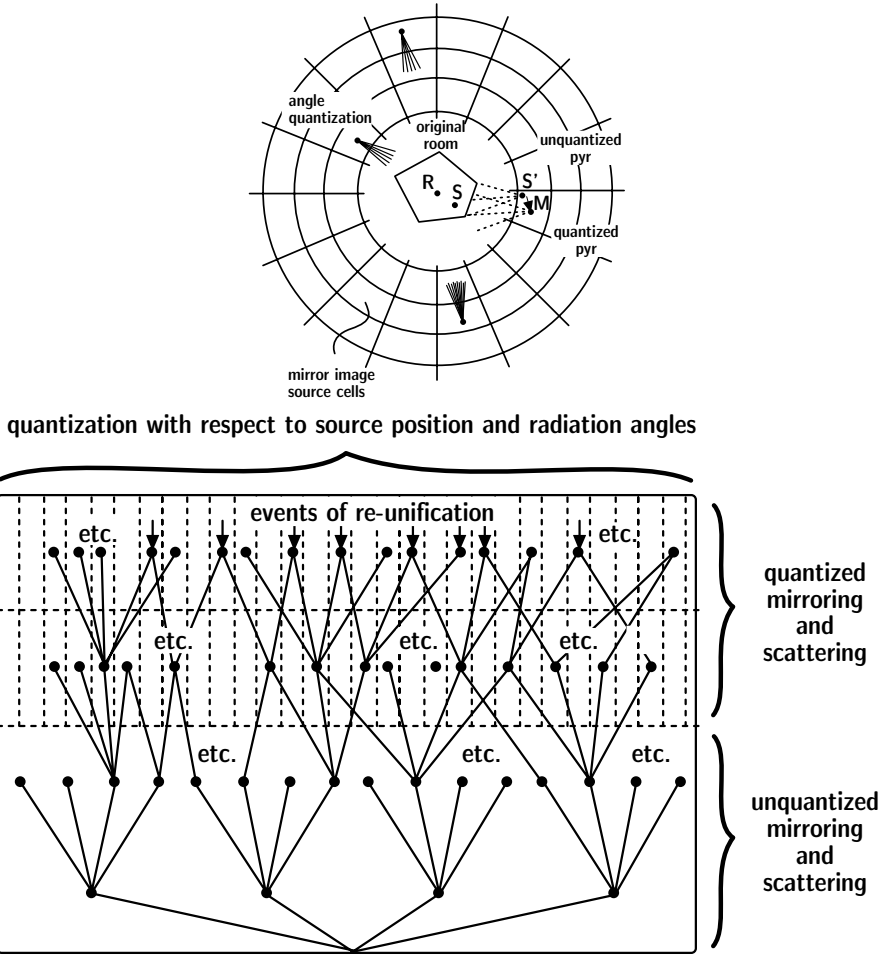 angle
quantization
original
room
unquantized
pyr
R
S
S'
M
quantized
pyr
mirror image
source cells
quantization with respect to source position and radiation angles
events of re-unification
etc.
etc.
quantized
mirroring
and
scattering
etc.
etc.
etc.
etc.
etc.
etc.
unquantized
mirroring
and
scattering